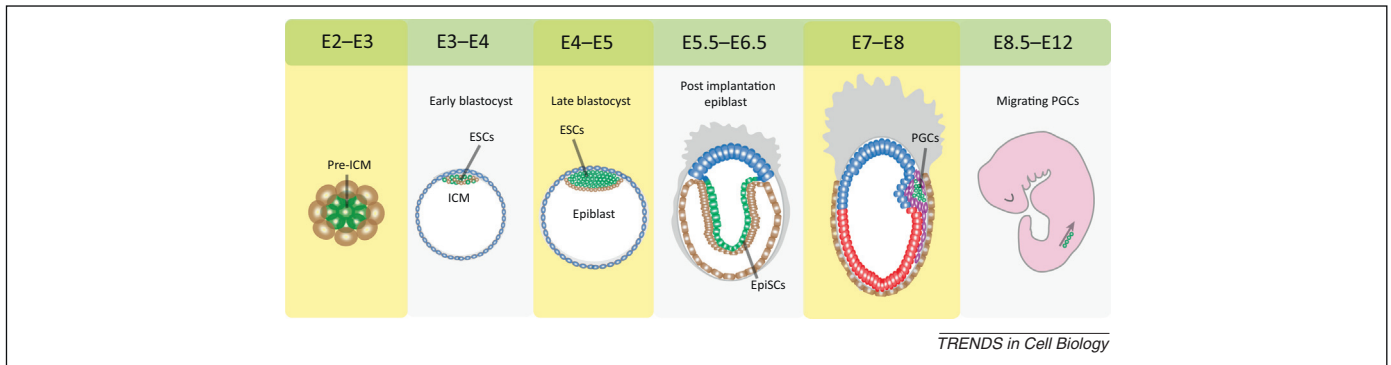 E2–E3
E3–E4
E4–E5
E5.5–E6.5
E7–E8
E8.5–E12
Early blastocyst
Late blastocyst
Post implantation
epiblast
Migrating PGCs
ESCs
ESCs
PGCs
Pre-ICM
ICM
Epiblast
EpiSCs
TRENDS in Cell Biology